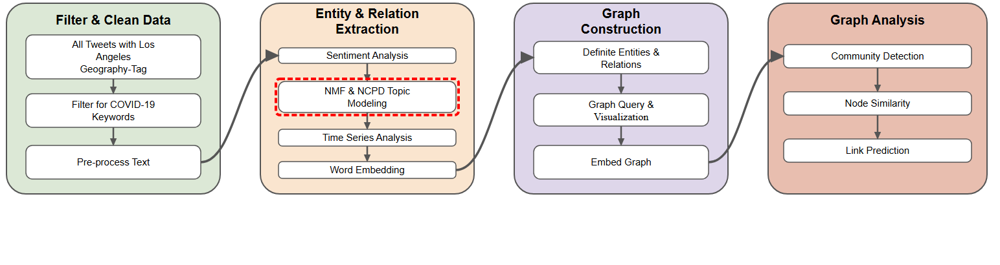 Filter & Clean Data
All Tweets with Los
Angeles
Geography-Tag
Filter for COVID-19
Keywords
Pre-process Text
Entity & Relation
Extraction
Sentiment Analysis
NMF & NCPD Topic
Modeling
Time Series Analysis
Word Embedding
Graph
Construction
Definite Entities &
Relations
Graph Query &
Visualization
Embed Graph
Graph Analysis
Community Detection
Node Similarity
Link Prediction